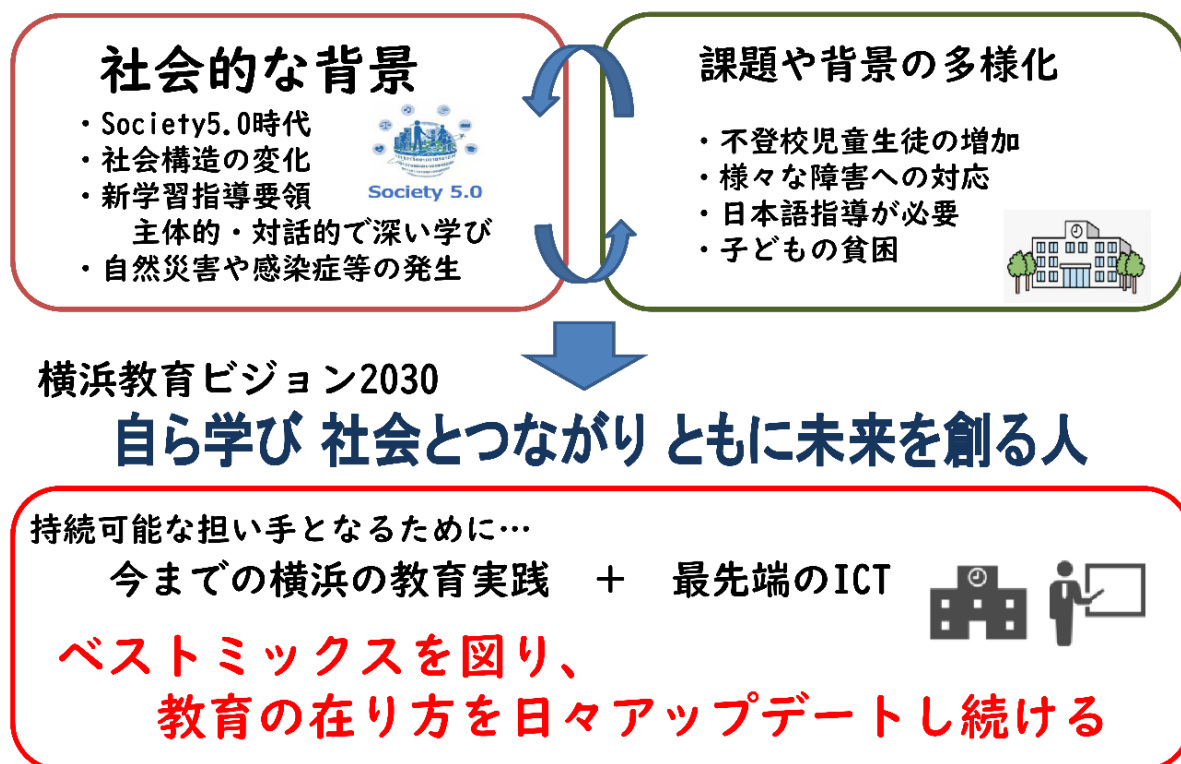 社会的な背景
・Society5.0時代
・社会構造の変化
・新学習指導要領
主体的・対話的で深い学び
・自然災害や感染症等の発生
Society 5.0
課題や背景の多様化
・不登校児童生徒の増加
・様々な障害への対応
・日本語指導が必要
・子どもの貧困
横浜教育ビジョン2030
自ら学び 社会とつながり ともに未来を創る人
持続可能な担い手となるために…
今までの横浜の教育実践 + 最先端のICT
ベストミックスを図り、
教育の在り方を日々アップデートし続ける